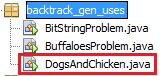 backtrack_gen_uses
BitStringProblem.java
BuffaloesProblem.java
DogsAndChicken.java